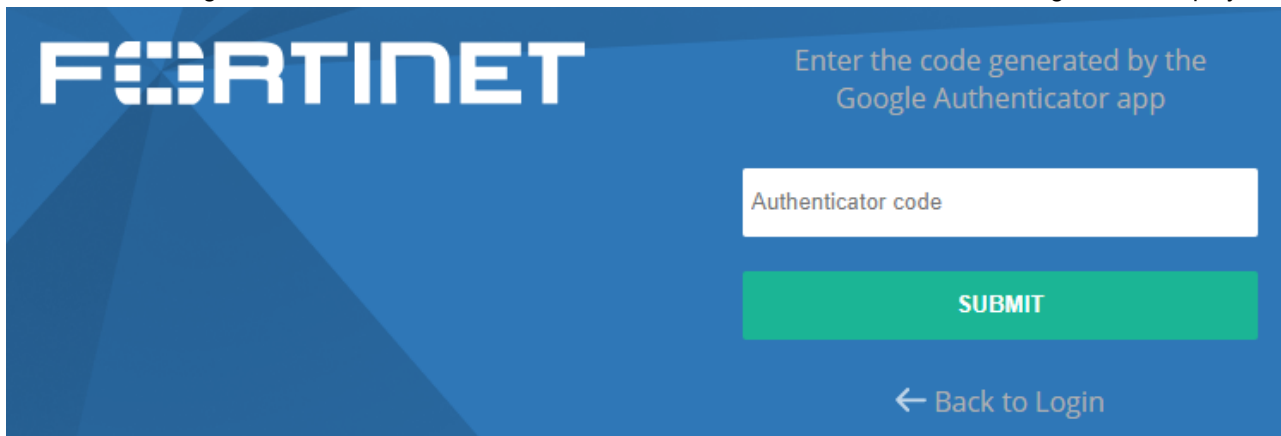 FORTINET
Enter the code generated by the
Google Authenticator app
Authenticator code
SUBMIT
← Back to Login